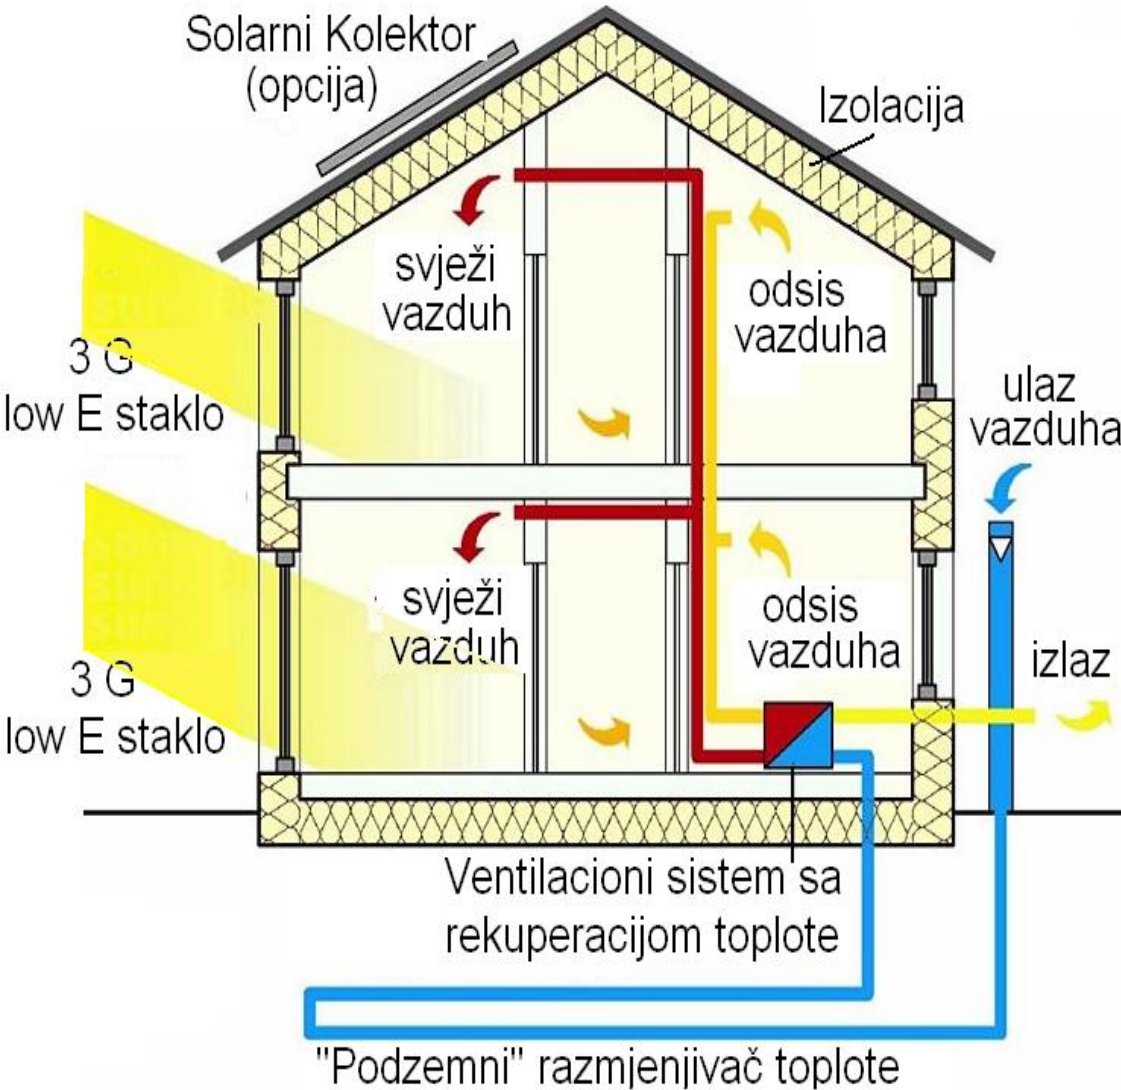 Solarni Kolektor
(opcija)
Izolacija
svježi
vazduh
odsis
vazduha
3 G
low E staklo
ulaz
vazduha
svježi
vazduh
odsis
vazduha
3 G
low E staklo
izlaz
Ventilacioni sistem sa
rekuperacijom toplote
"Podzemni" razmjenjivač toplote